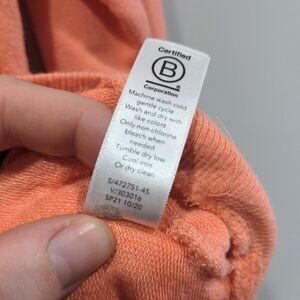 Certified
B
Corporation
Machine wash cold
gentle cycle
Wash and dry with
like colors
Only non-chlorine
bleach when
needed
Tumble dry low
Cool iron
Or dry clean
S/472751-45
V/303016
SP21 10/20